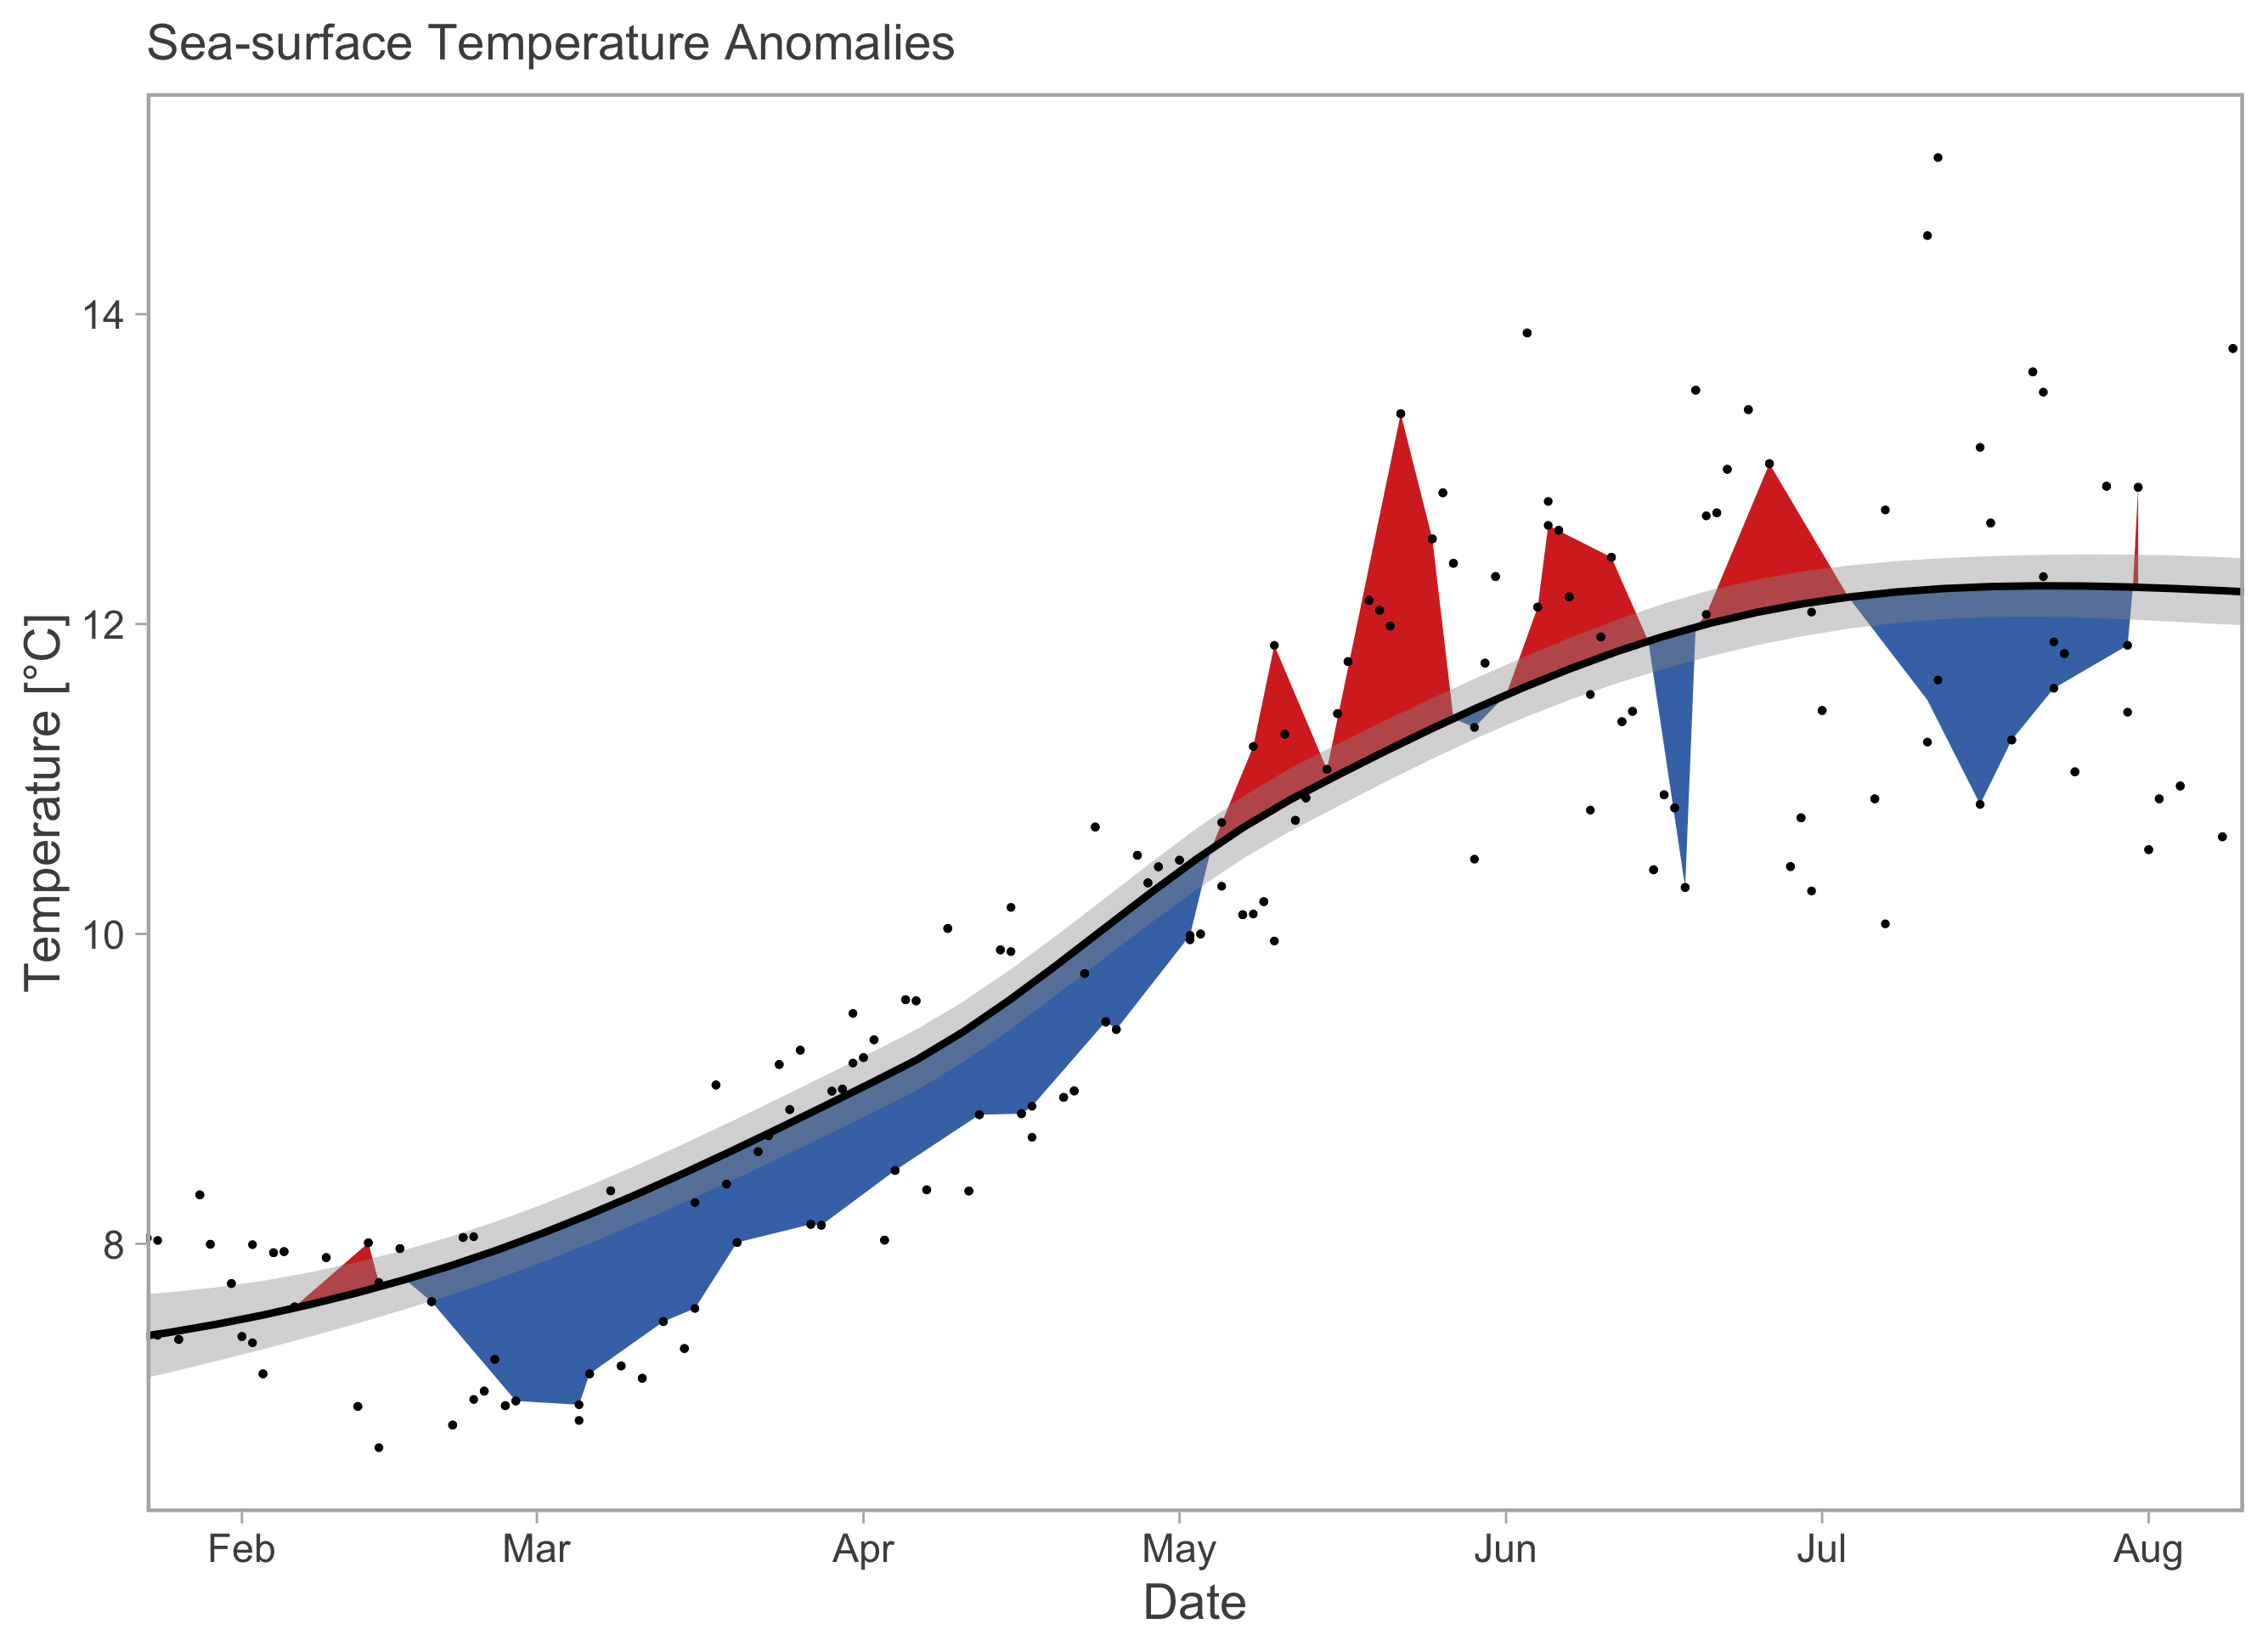 Sea-surface Temperature Anomalies
Temperature [°C]
14
12
10
8
Feb Mar Apr May Jun Jul Aug
Date